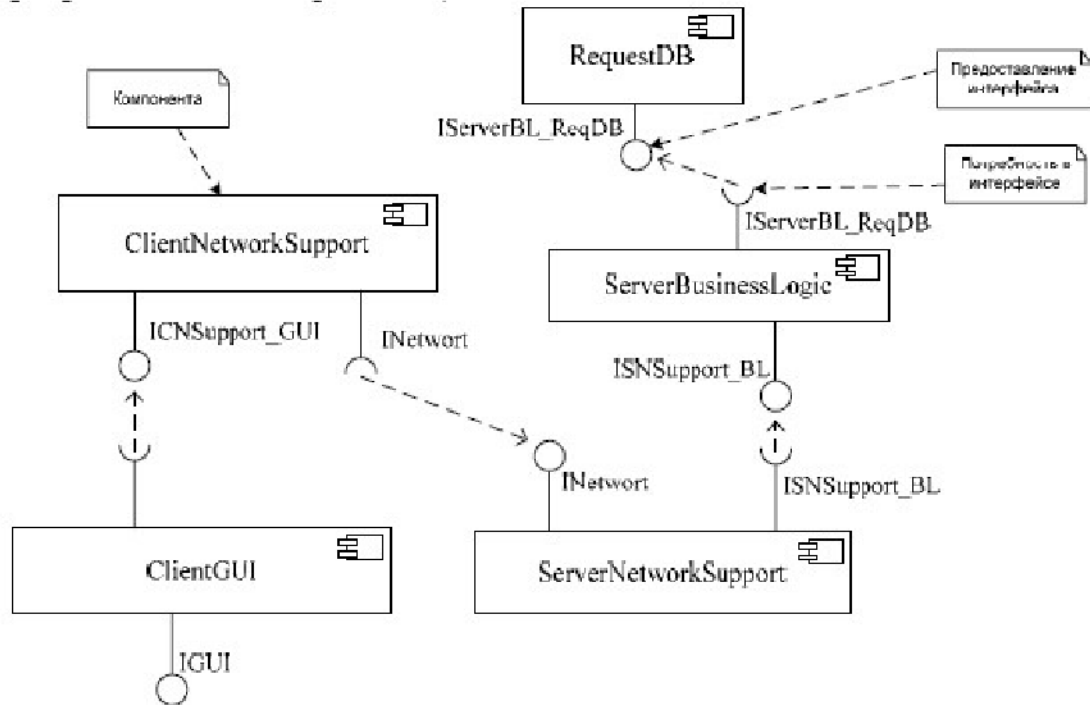 RequestDB
Предоставление
интерфейса
Компонента
IServerBL_ReqDB
Потребность в
интерфейсе
ClientNetworkSupport
IServerBL_ReqDB
ServerBusinessLogic
ICNSupport_GUI
INetwort
ISNSupport_BL
INetwort
ISNSupport_BL
ClientGUI
ServerNetworkSupport
IGUI